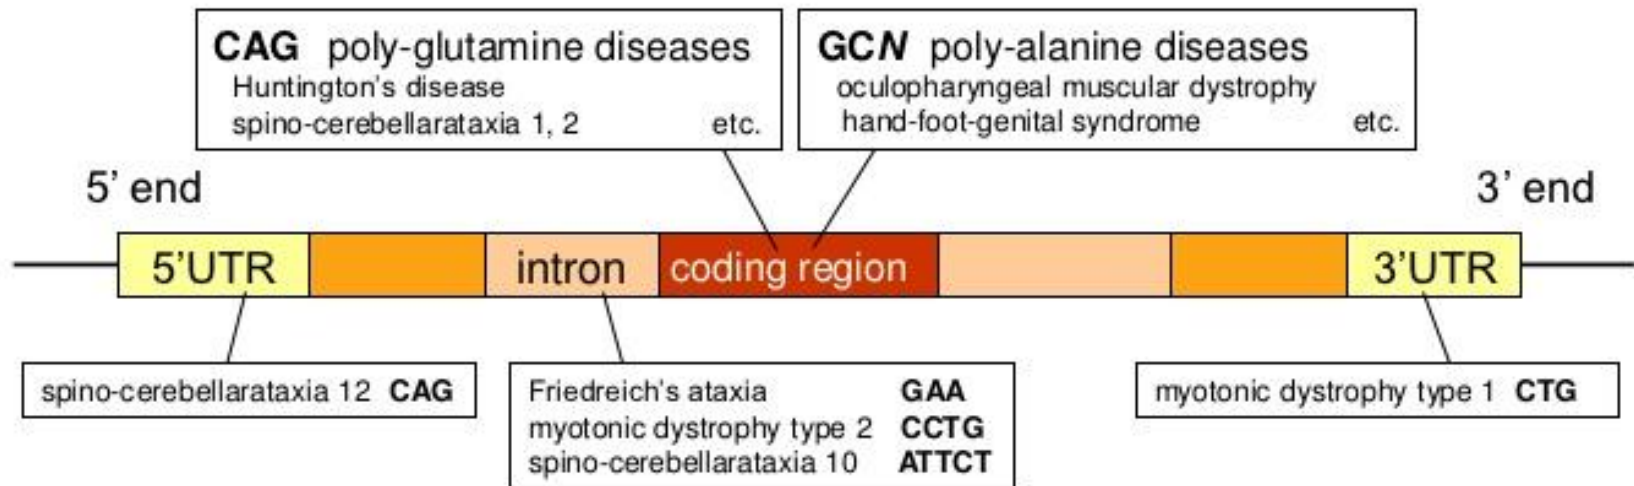 CAG poly-glutamine diseases
Huntington's disease
spino-cerebellarataxia 1, 2 etc.
GCN poly-alanine diseases
oculopharyngeal muscular dystrophy
hand-foot-genital syndrome etc.
5' end
3' end
5'UTR
intron
coding region
3'UTR
spino-cerebellarataxia 12 CAG
Friedreich's ataxia GAA
myotonic dystrophy type 2 CCTG
spino-cerebellarataxia 10 ATTCT
myotonic dystrophy type 1 CTG